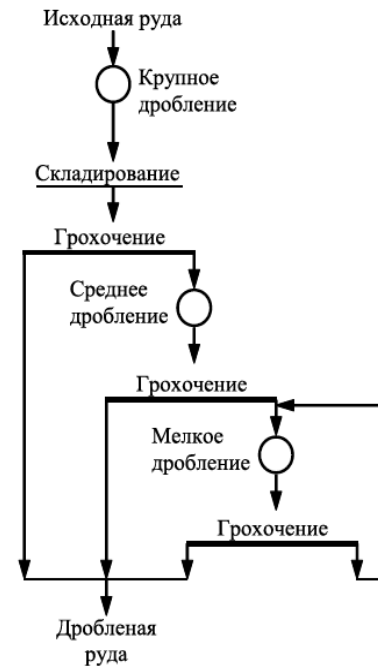 Исходная руда
Крупное
дробление
Складирование
Грохочение
Среднее
дробление
Грохочение
Мелкое
дробление
Грохочение
Дробленая
руда